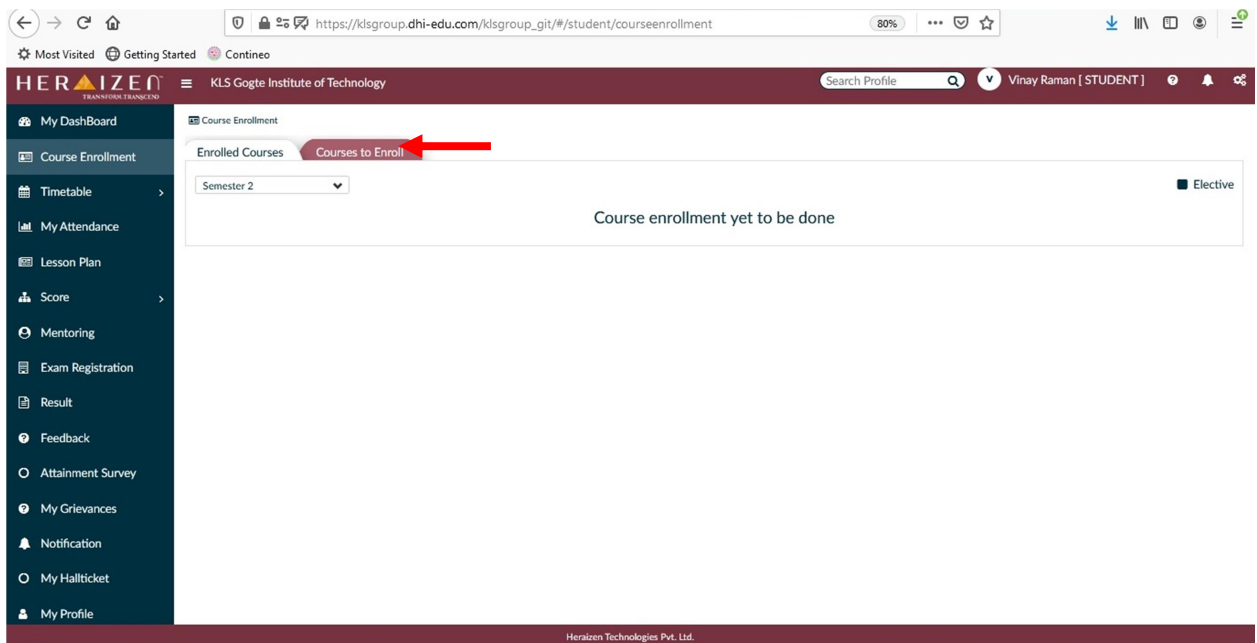 https://klsgroup.dhi-edu.com/klsgroup_git/#/student/courseenrollment
80%
Most Visited Getting Started Contineo
HERAIZEN
TRANSFORM.TRANSCEND
KLS Gogte Institute of Technology
Search Profile
V
Vinay Raman [ STUDENT ]
My DashBoard
Course Enrollment
Timetable
My Attendance
Lesson Plan
Score
Mentoring
Exam Registration
Result
Feedback
Attainment Survey
My Grievances
Notification
My Hallticket
My Profile
Course Enrollment
Enrolled Courses Courses to Enroll
Semester 2
Elective
Course enrollment yet to be done
Heraizen Technologies Pvt. Ltd.